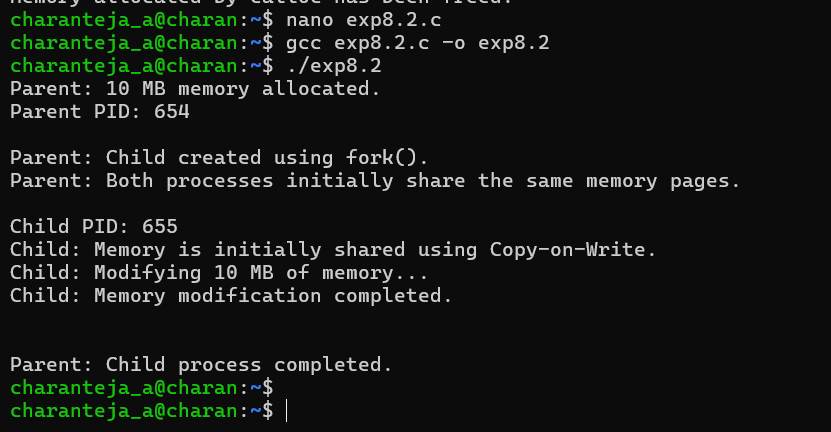 charanteja_a@charan:~$ nano exp8.2.c
charanteja_a@charan:~$ gcc exp8.2.c -o exp8.2
charanteja_a@charan:~$ ./exp8.2
Parent: 10 MB memory allocated.
Parent PID: 654
Parent: Child created using fork().
Parent: Both processes initially share the same memory pages.
Child PID: 655
Child: Memory is initially shared using Copy-on-Write.
Child: Modifying 10 MB of memory...
Child: Memory modification completed.
Parent: Child process completed.
charanteja_a@charan:~$
charanteja_a@charan:~$